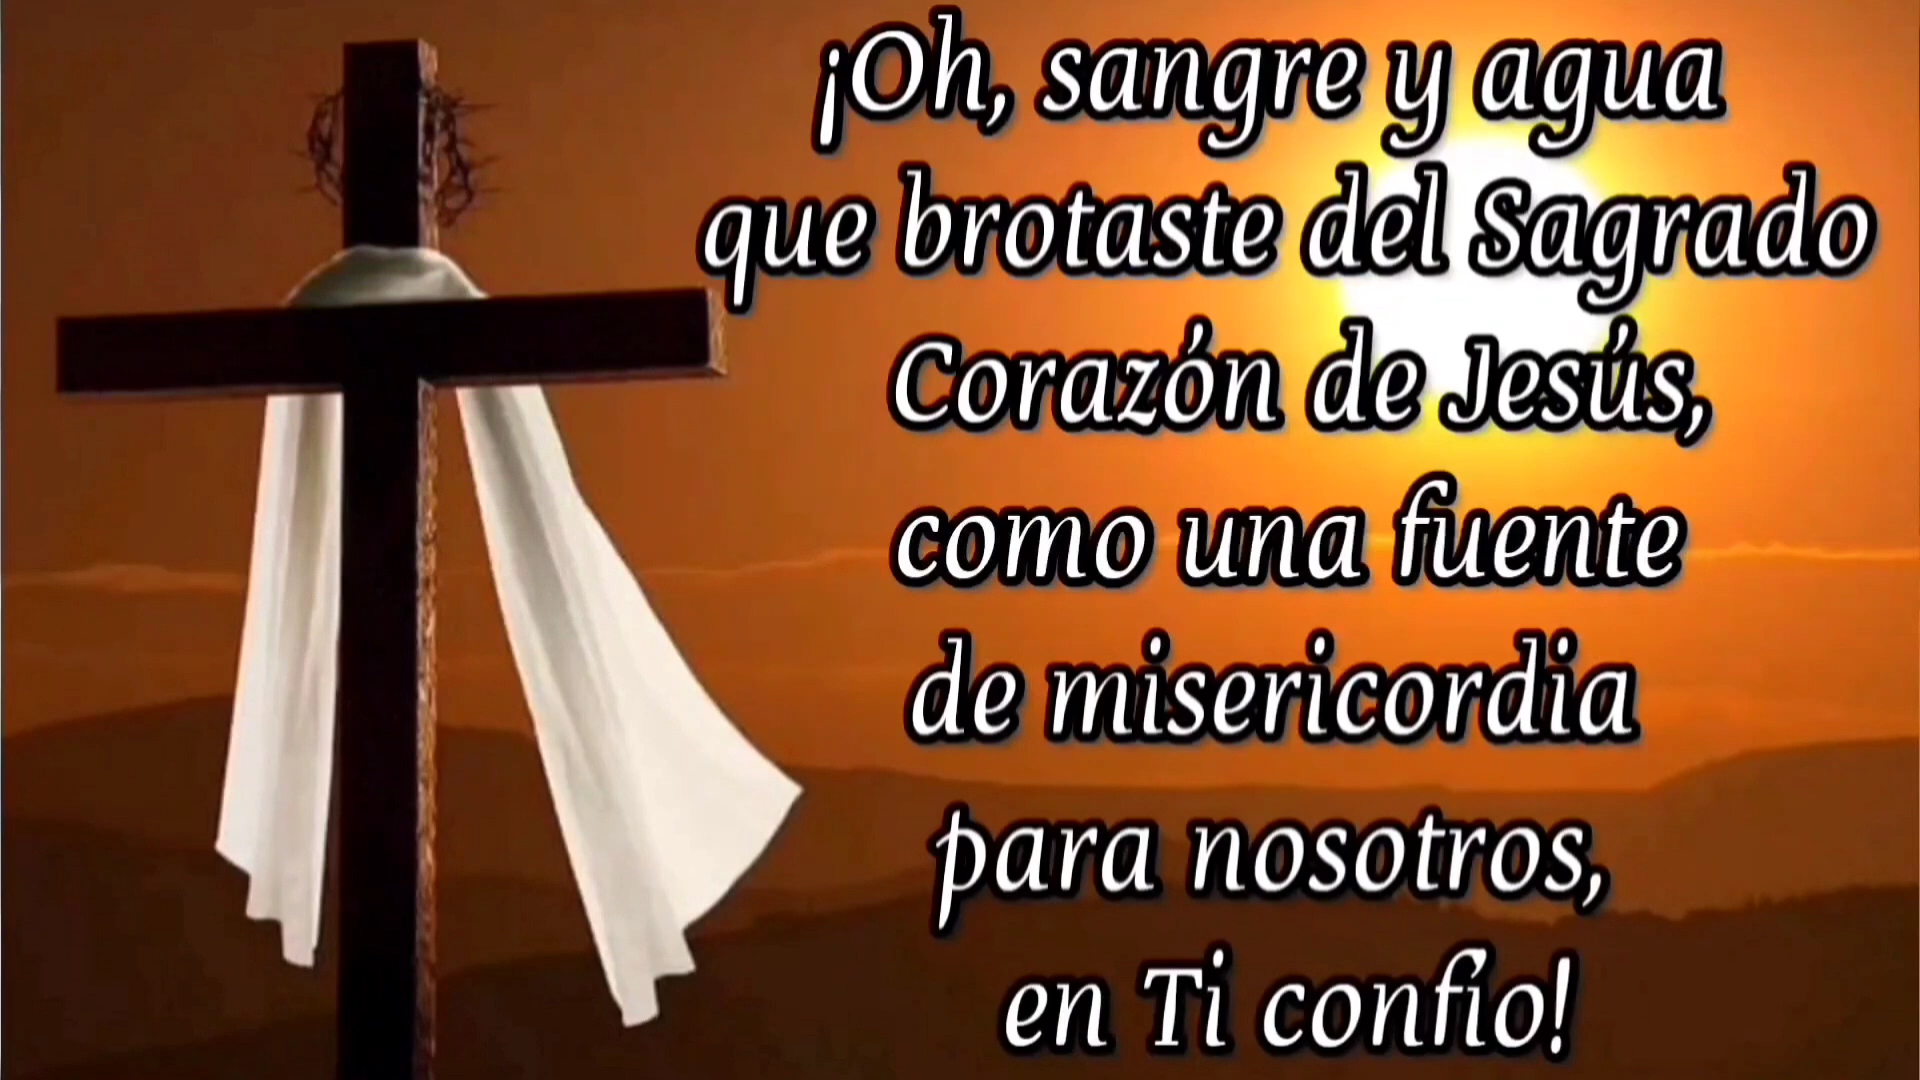 ¡Oh, sangre y agua
que brotaste del Sagrado
Corazón de Jesús,
como una fuente
de misericordia
para nosotros,
en Ti confío!